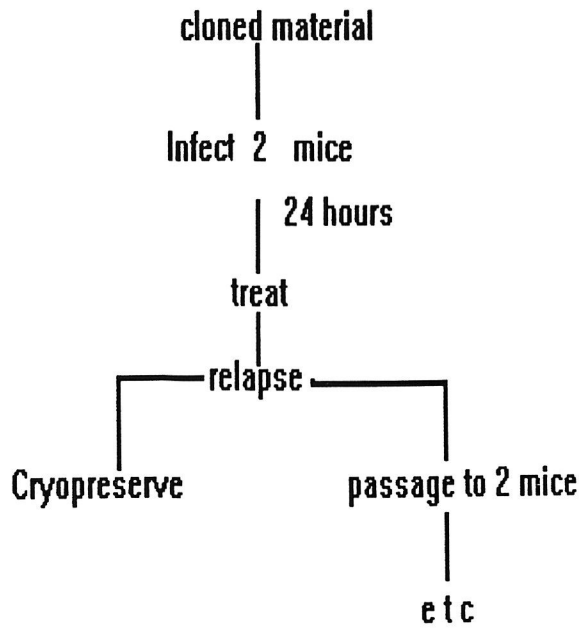 cloned material
Infect 2 mice
24 hours
treat
relapse
Cryopreserve
passage to 2 mice
etc